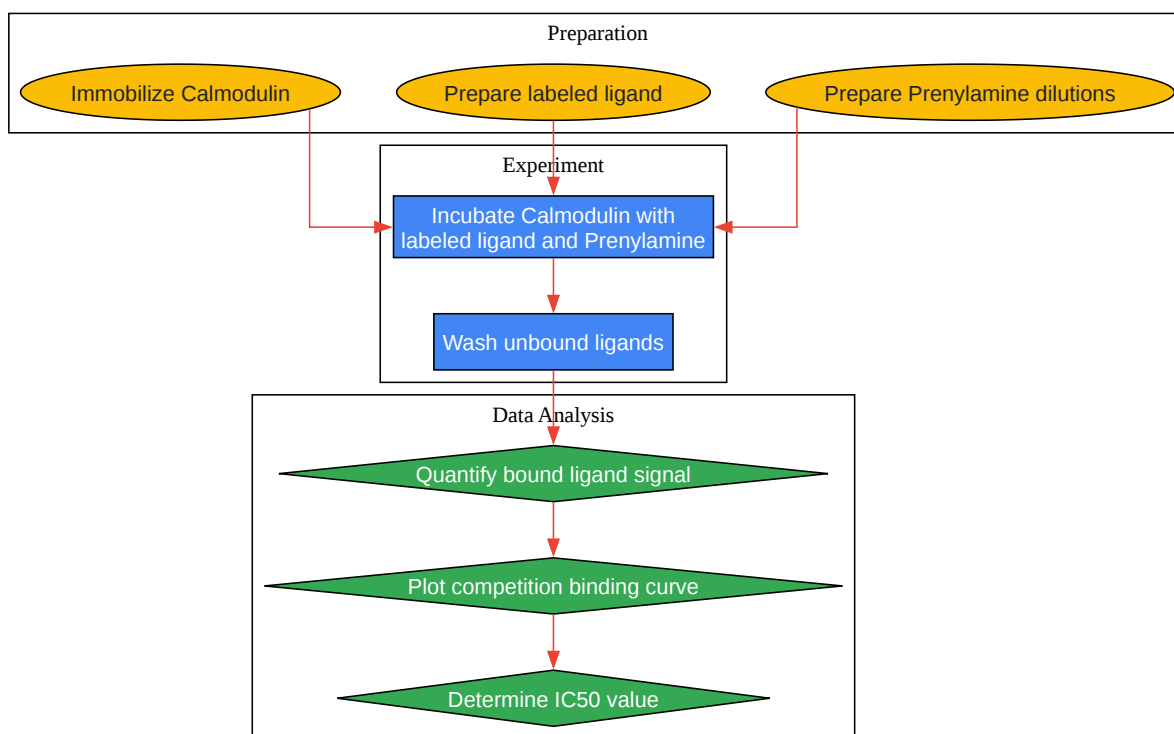 Preparation
Immobilize Calmodulin
Prepare labeled ligand
Prepare Prenylamine dilutions
Experiment
Incubate Calmodulin with
labeled ligand and Prenylamine
Wash unbound ligands
Data Analysis
Quantify bound ligand signal
Plot competition binding curve
Determine IC50 value